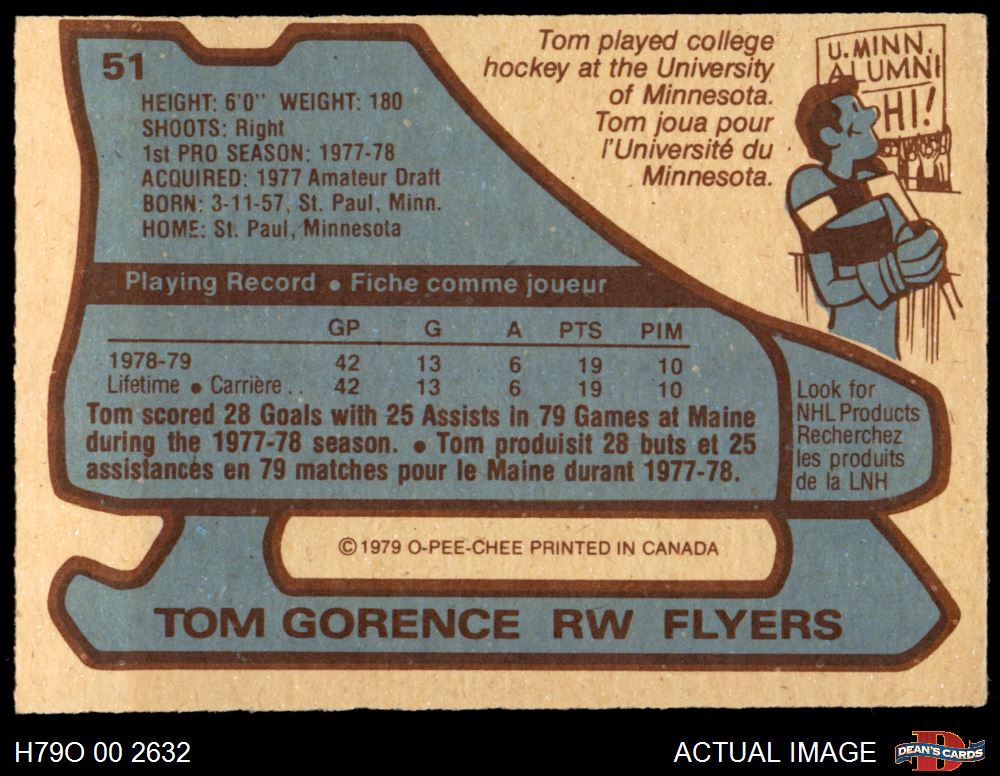 51
HEIGHT: 6'0" WEIGHT: 180
SHOOTS: Right
1st PRO SEASON: 1977-78
ACQUIRED: 1977 Amateur Draft
BORN: 3-11-57, St. Paul, Minn.
HOME: St. Paul, Minnesota
Tom played college
hockey at the University
of Minnesota.
Tom joua pour
l'Université du
Minnesota.
U. MINN.
ALUMNI
HI!
Playing Record • Fiche comme joueur
GP G A PTS PIM
1978-79 42 13 6 19 10
Lifetime • Carrière . . 42 13 6 19 10
Tom scored 28 Goals with 25 Assists in 79 Games at Maine
during the 1977-78 season. • Tom produisit 28 buts et 25
assistances en 79 matches pour le Maine durant 1977-78.
Look for
NHL Products
Recherchez
les produits
de la LNH
© 1979 O-PEE-CHEE PRINTED IN CANADA
TOM GORENCE RW FLYERS
H79O 00 2632
ACTUAL IMAGE
DEAN'S CARDS